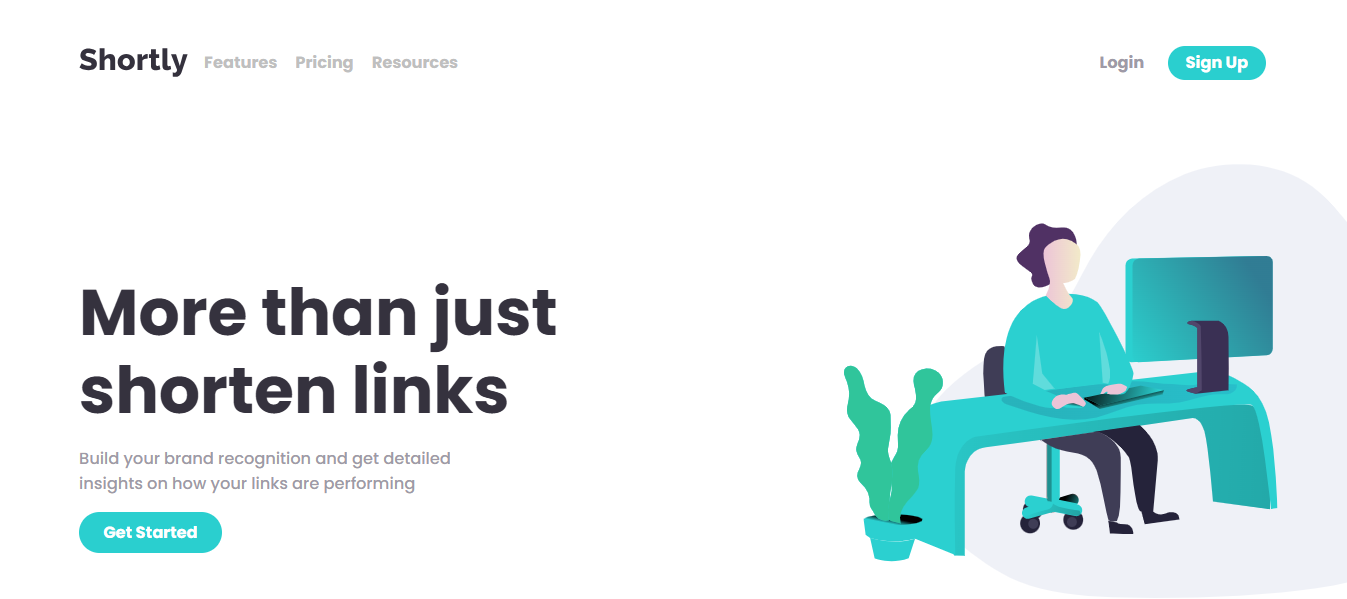 Shortly Features Pricing Resources Login Sign Up
More than just
shorten links
Build your brand recognition and get detailed
insights on how your links are performing
Get Started